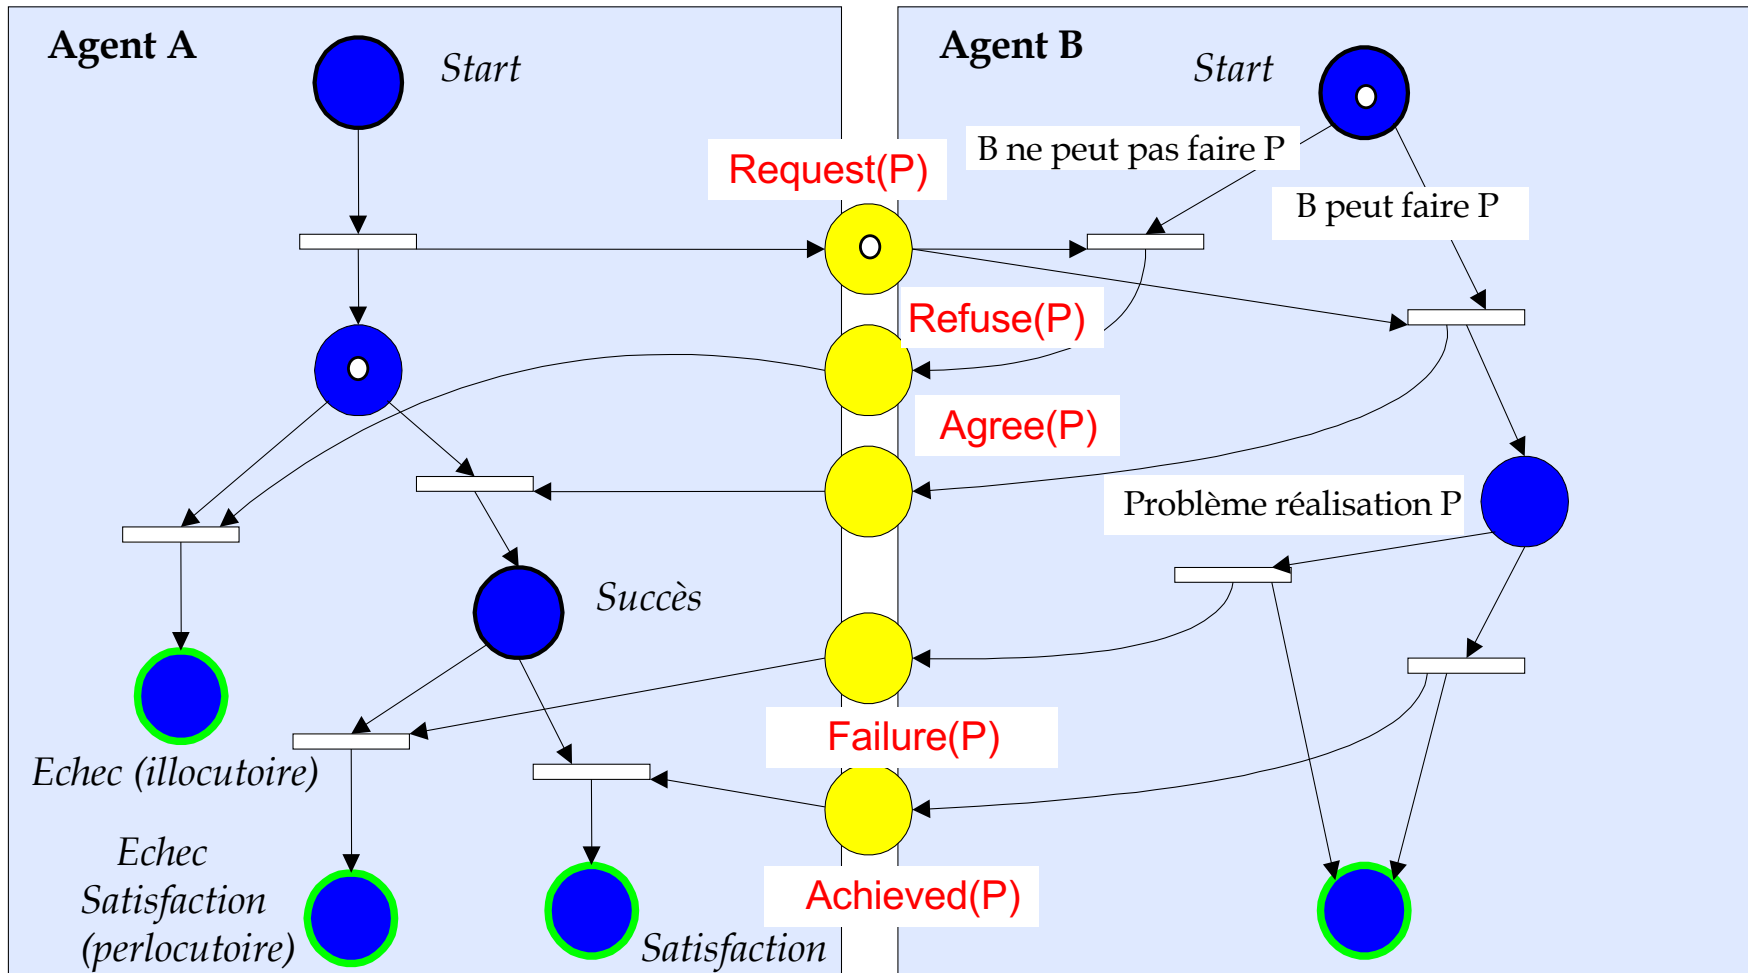 Agent A
Start
Agent B
Start
B ne peut pas faire P
Request(P)
B peut faire P
Refuse(P)
Agree(P)
Problème réalisation P
Succès
Failure(P)
Echec (illocutoire)
Echec
Satisfaction
(perlocutoire)
Satisfaction
Achieved(P)